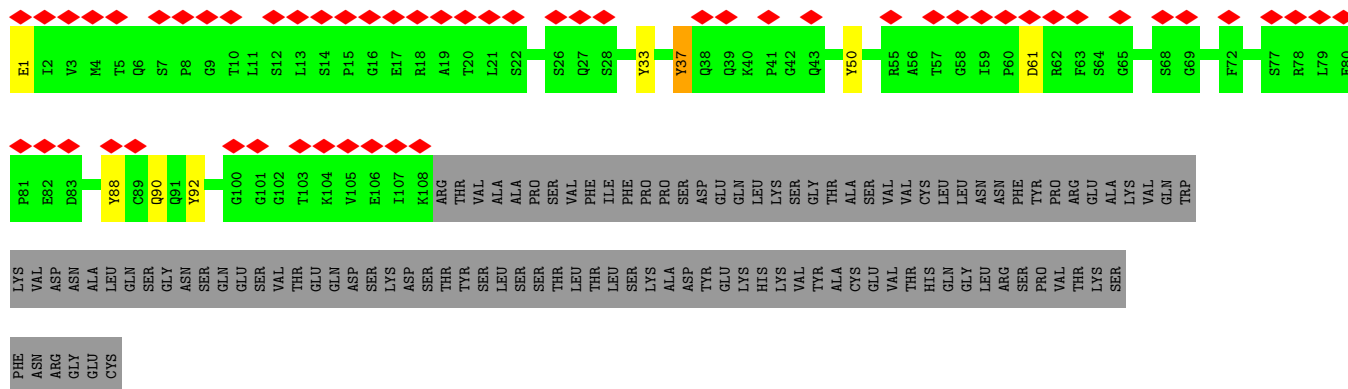 E1 I2 V3 M4 T5 Q6 S7 P8 G9 T10 L11 S12 L13 S14 P15 G16 E17 R18 A19 T20 L21 S22 S26 Q27 S28 Y33 Y37 Q38 Q39 K40 P41 G42 Q43 Y50 R55 A56 T57 G58 I59 P60 D61 R62 F63 S64 G65 S68 G69 F72 S77 R78 L79 E80
P81 E82 D83 Y88 C89 Q90 Q91 Y92 G100 G101 G102 T103 K104 V105 E106 I107 K108 ARG THR VAL ALA ALA PRO SER VAL PHE ILE PHE PRO PRO SER ASP GLU GLN LEU LYS SER GLY THR ALA SER VAL VAL CYS LEU LEU ASN ASN PHE TYR PRO ARG GLU ALA LYS VAL GLN TRP
LYS VAL ASP ASN ALA LEU GLN SER GLY ASN SER GLN GLU SER VAL THR GLU GLN ASP SER LYS ASP SER THR TYR SER LEU SER SER THR LEU THR LEU SER LYS ALA ASP TYR GLU LYS HIS LYS VAL TYR ALA CYS GLU VAL THR HIS GLN GLY LEU ARG SER PRO VAL THR LYS SER
PHE ASN ARG GLY GLU CYS